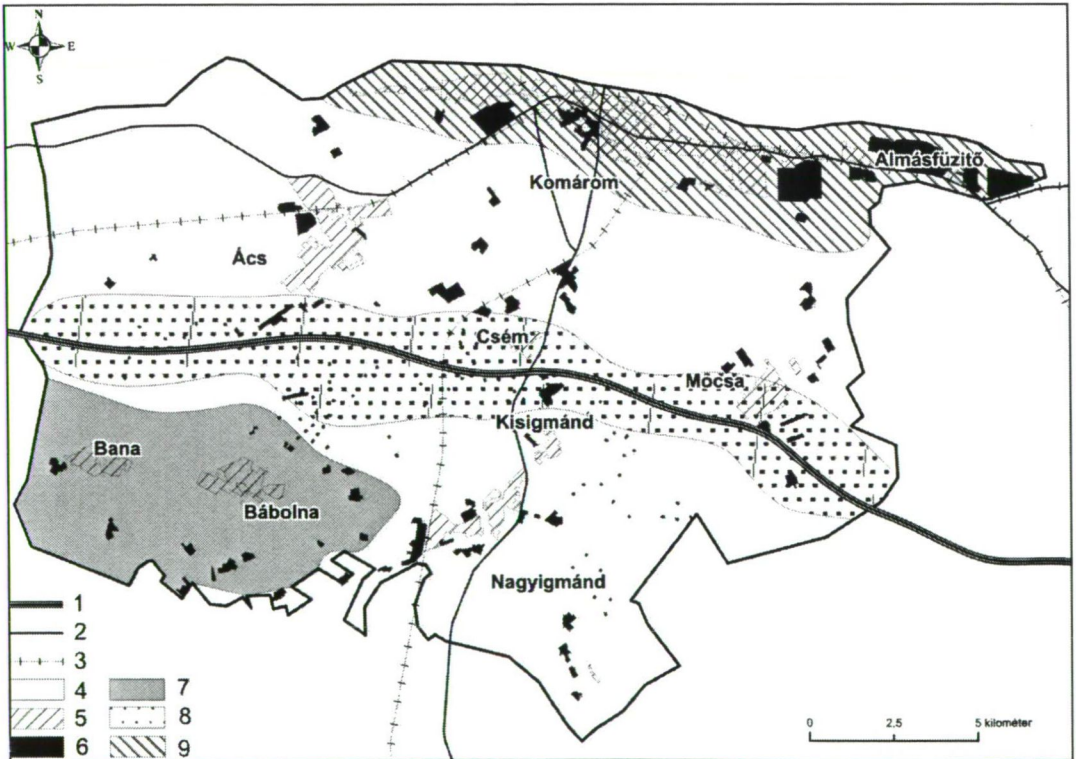 N
W E
S
Almásfüzitő
Komárom
Ács
Csém
Mocsa
Kisigmánd
Bana
Bábolna
Nagyigmánd
1
2
3
4 7
5 8
6 9
0 2,5 5 kilométer